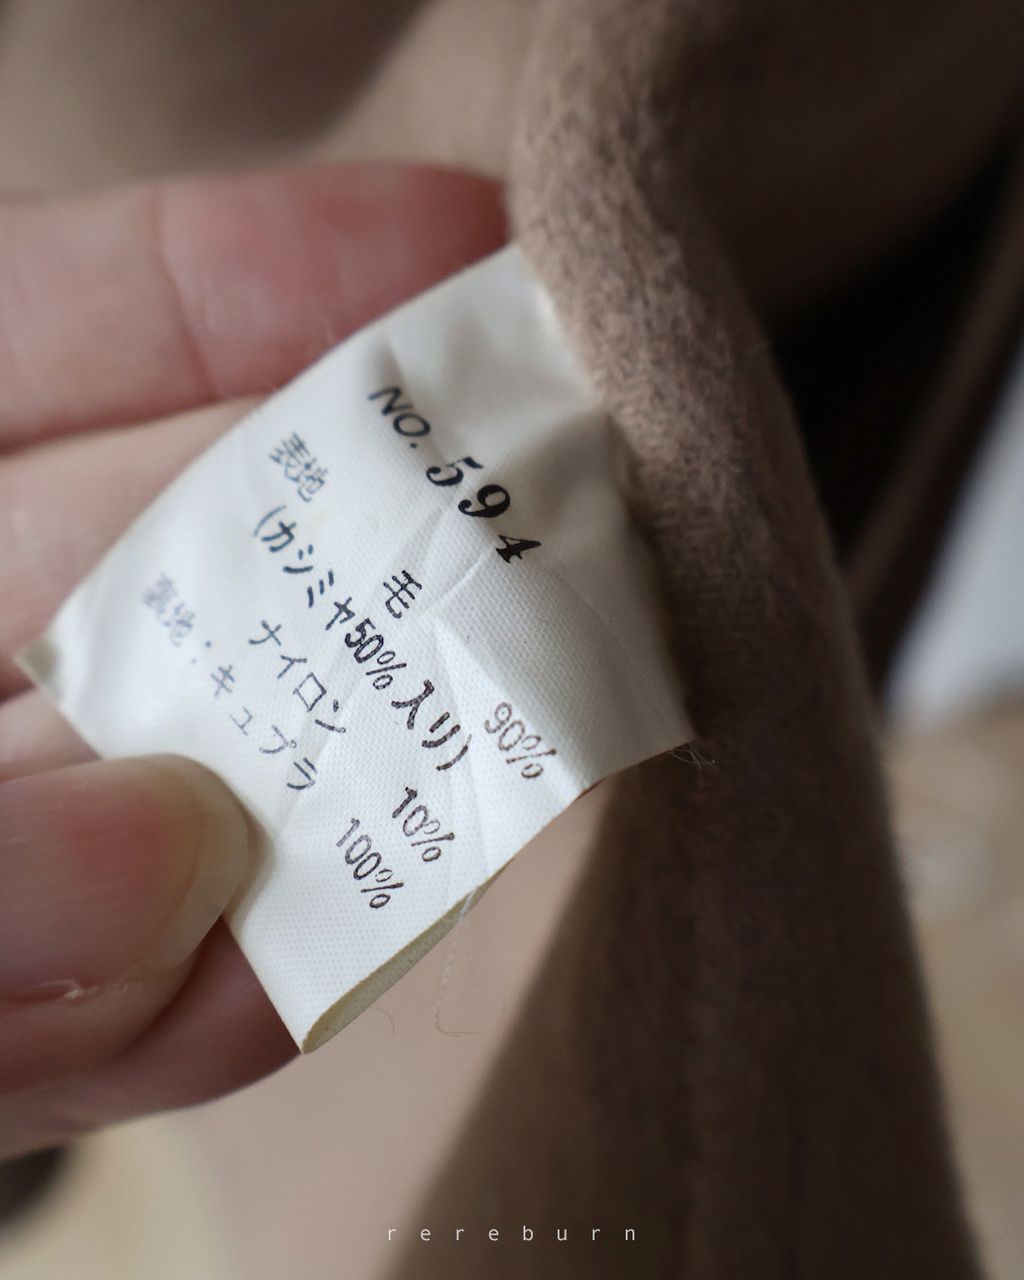 NO. 594
表地 毛 90%
(カシミヤ50%入り)
ナイロン 10%
裏地:キュプラ 100%
rereburn